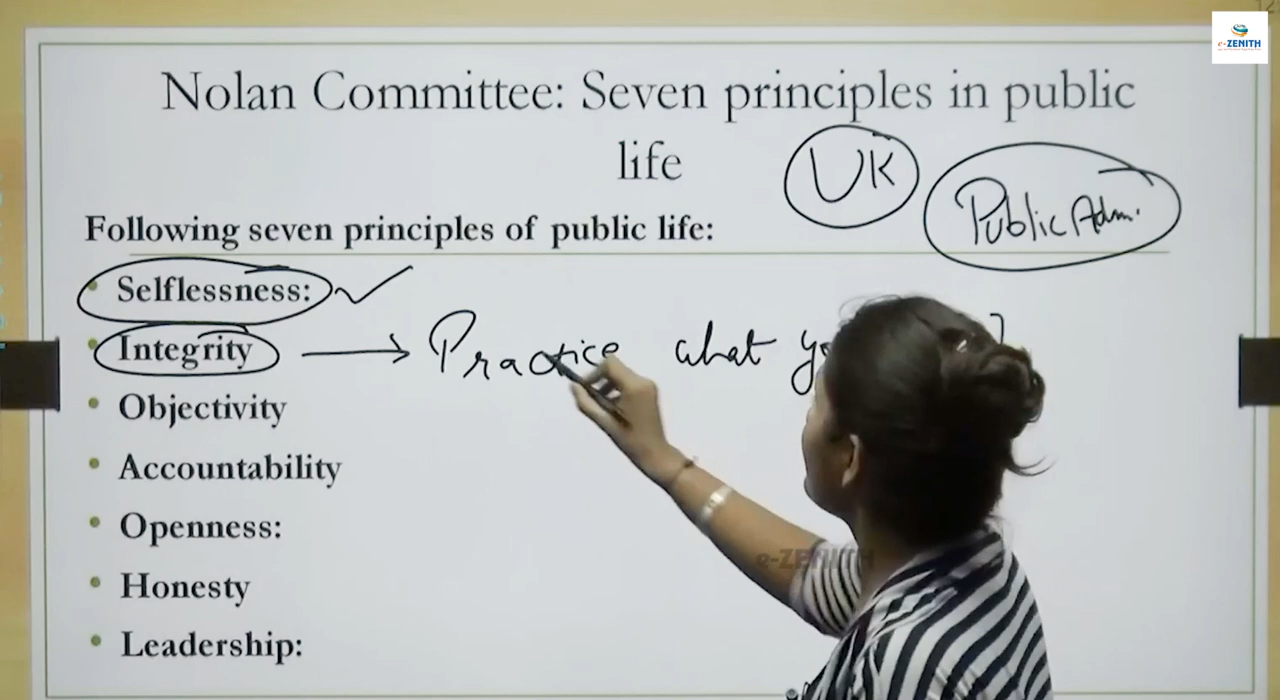 e-ZENITH
Nolan Committee: Seven principles in public
life
UK
Public Adm.
Following seven principles of public life:
• Selflessness:
• Integrity → Practice what
• Objectivity
• Accountability
• Openness:
• Honesty
• Leadership:
e-ZENITH